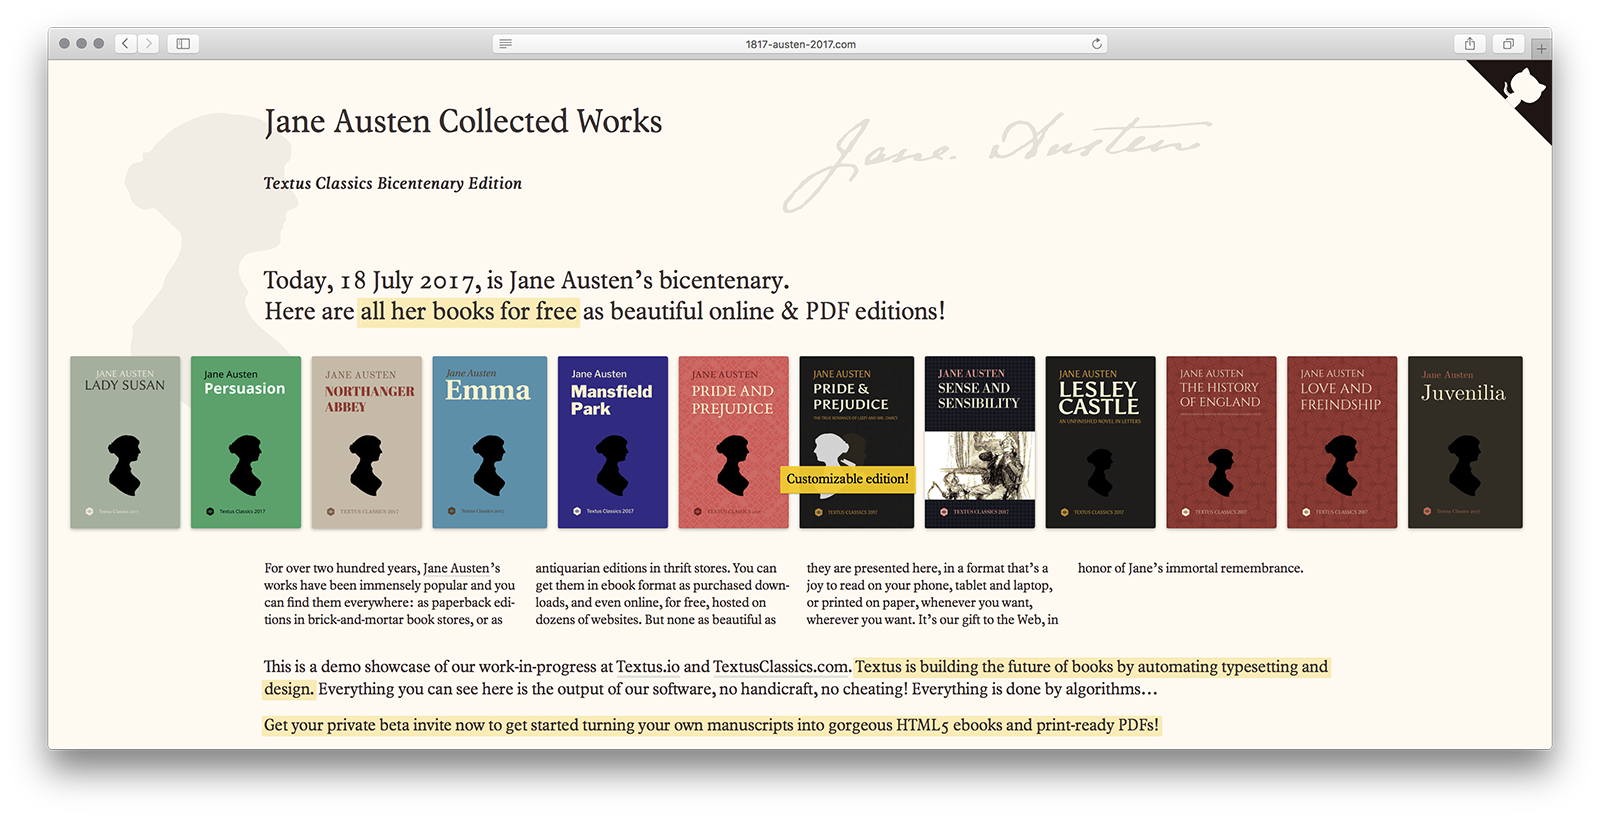 1817-austen-2017.com
Jane Austen Collected Works
Jane Austen
Textus Classics Bicentenary Edition
Today, 18 July 2017, is Jane Austen's bicentenary.
Here are all her books for free as beautiful online & PDF editions!
JANE AUSTEN
LADY SUSAN
Textus Classics 2017
Jane Austen
Persuasion
Textus Classics 2017
JANE AUSTEN
NORTHANGER
ABBEY
TEXTUS CLASSICS 2017
Jane Austen
Emma
Textus Classics 2017
Jane Austen
Mansfield
Park
Textus Classics 2017
JANE AUSTEN
PRIDE AND
PREJUDICE
TEXTUS CLASSICS 2017
JANE AUSTEN
PRIDE &
PREJUDICE
THE TRUE ROMANCE OF LIZZY AND MR. DARCY
Customizable edition!
TEXTUS CLASSICS 2017
JANE AUSTEN
SENSE AND
SENSIBILITY
TEXTUS CLASSICS 2017
JANE AUSTEN
LESLEY
CASTLE
AN UNFINISHED NOVEL IN LETTERS
TEXTUS CLASSICS 2017
JANE AUSTEN
THE HISTORY
OF ENGLAND
TEXTUS CLASSICS 2017
JANE AUSTEN
LOVE AND
FREINDSHIP
TEXTUS CLASSICS 2017
Jane Austen
Juvenilia
Textus Classics 2017
For over two hundred years, Jane Austen's
works have been immensely popular and you
can find them everywhere: as paperback edi-
tions in brick-and-mortar book stores, or as
antiquarian editions in thrift stores. You can
get them in ebook format as purchased down-
loads, and even online, for free, hosted on
dozens of websites. But none as beautiful as
they are presented here, in a format that's a
joy to read on your phone, tablet and laptop,
or printed on paper, whenever you want,
wherever you want. It's our gift to the Web, in
honor of Jane's immortal remembrance.
This is a demo showcase of our work-in-progress at Textus.io and TextusClassics.com. Textus is building the future of books by automating typesetting and
design. Everything you can see here is the output of our software, no handicraft, no cheating! Everything is done by algorithms…
Get your private beta invite now to get started turning your own manuscripts into gorgeous HTML5 ebooks and print-ready PDFs!